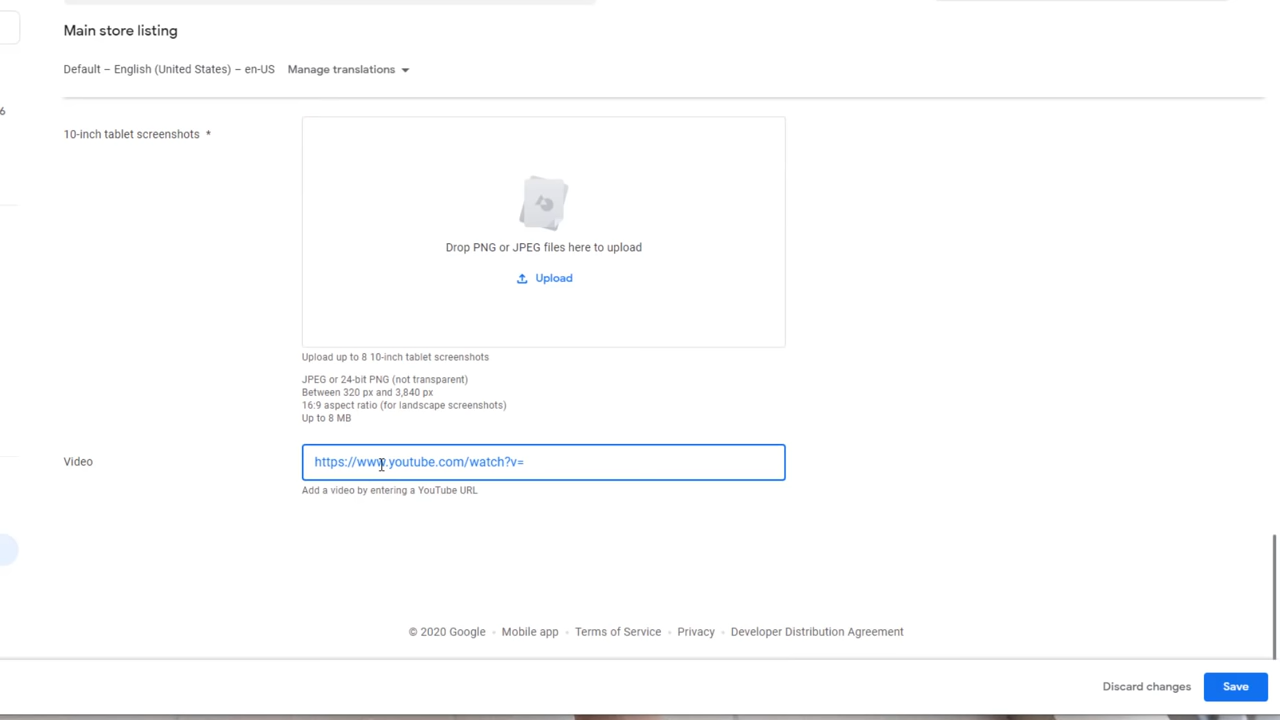 Main store listing
Default – English (United States) – en-US Manage translations
6
10-inch tablet screenshots *
Drop PNG or JPEG files here to upload
Upload
Upload up to 8 10-inch tablet screenshots
JPEG or 24-bit PNG (not transparent)
Between 320 px and 3,840 px
16:9 aspect ratio (for landscape screenshots)
Up to 8 MB
Video
https://www.youtube.com/watch?v=
Add a video by entering a YouTube URL
© 2020 Google • Mobile app • Terms of Service • Privacy • Developer Distribution Agreement
Discard changes Save